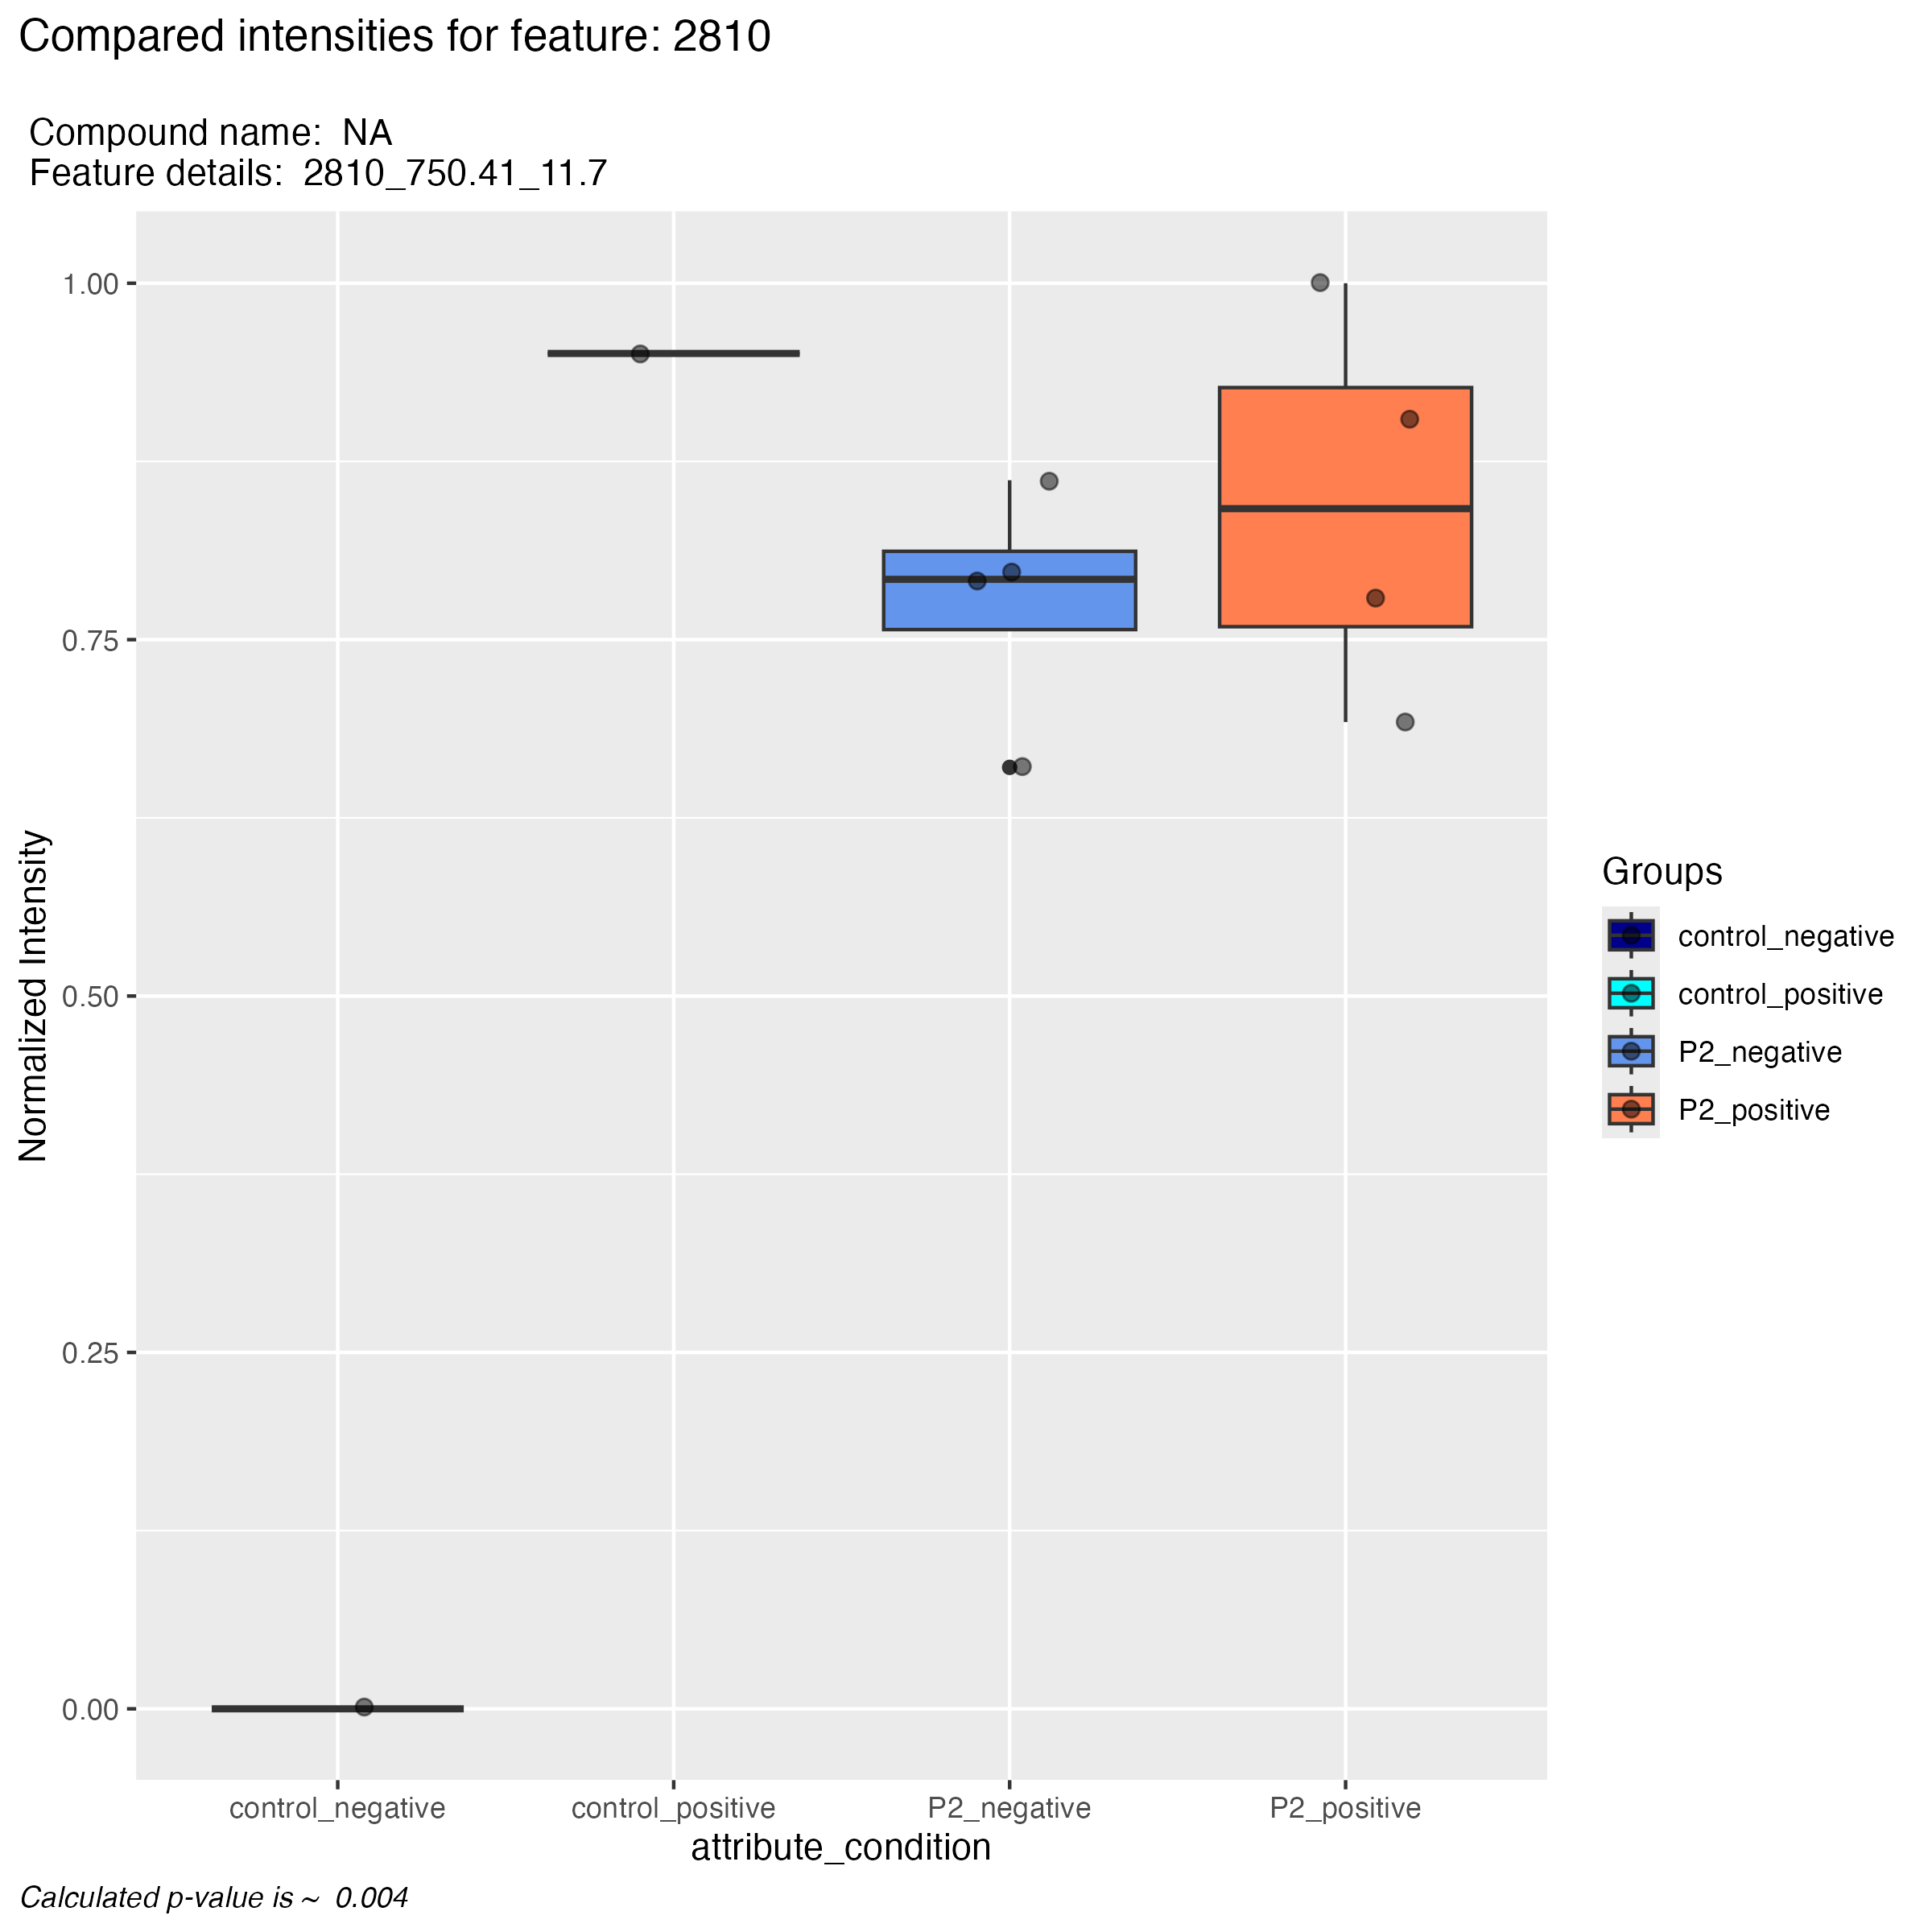 Compared intensities for feature: 2810
Compound name: NA
Feature details: 2810_750.41_11.7
1.00
0.75
0.50
0.25
0.00
Normalized Intensity
control_negative
control_positive
P2_negative
P2_positive
attribute_condition
Groups
control_negative
control_positive
P2_negative
P2_positive
Calculated p-value is ~ 0.004